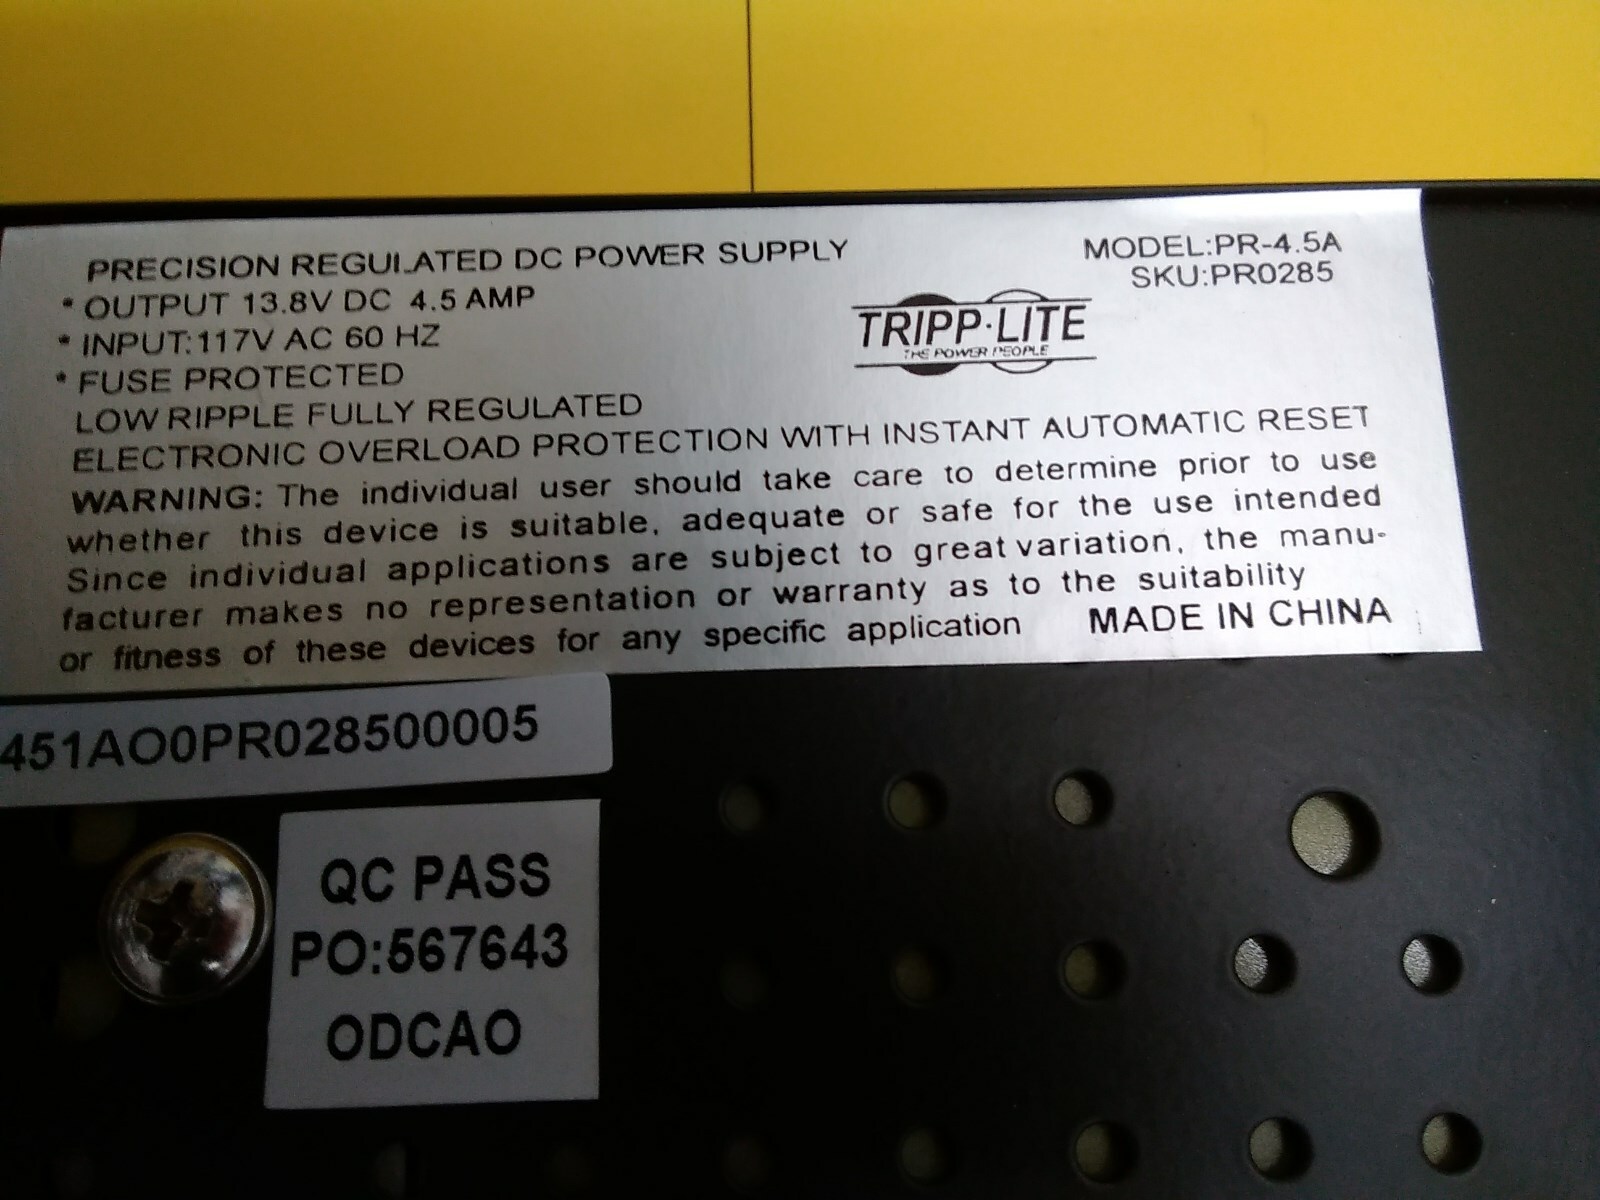 PRECISION REGULATED DC POWER SUPPLY
MODEL:PR-4.5A
SKU:PR0285
* OUTPUT 13.8V DC 4.5 AMP
* INPUT:117V AC 60 HZ
* FUSE PROTECTED
TRIPP·LITE
THE POWER PEOPLE
LOW RIPPLE FULLY REGULATED
ELECTRONIC OVERLOAD PROTECTION WITH INSTANT AUTOMATIC RESET
WARNING: The individual user should take care to determine prior to use
whether this device is suitable, adequate or safe for the use intended
Since individual applications are subject to great variation, the manu-
facturer makes no representation or warranty as to the suitability
or fitness of these devices for any specific application
MADE IN CHINA
451AO0PR028500005
QC PASS
PO:567643
ODCAO